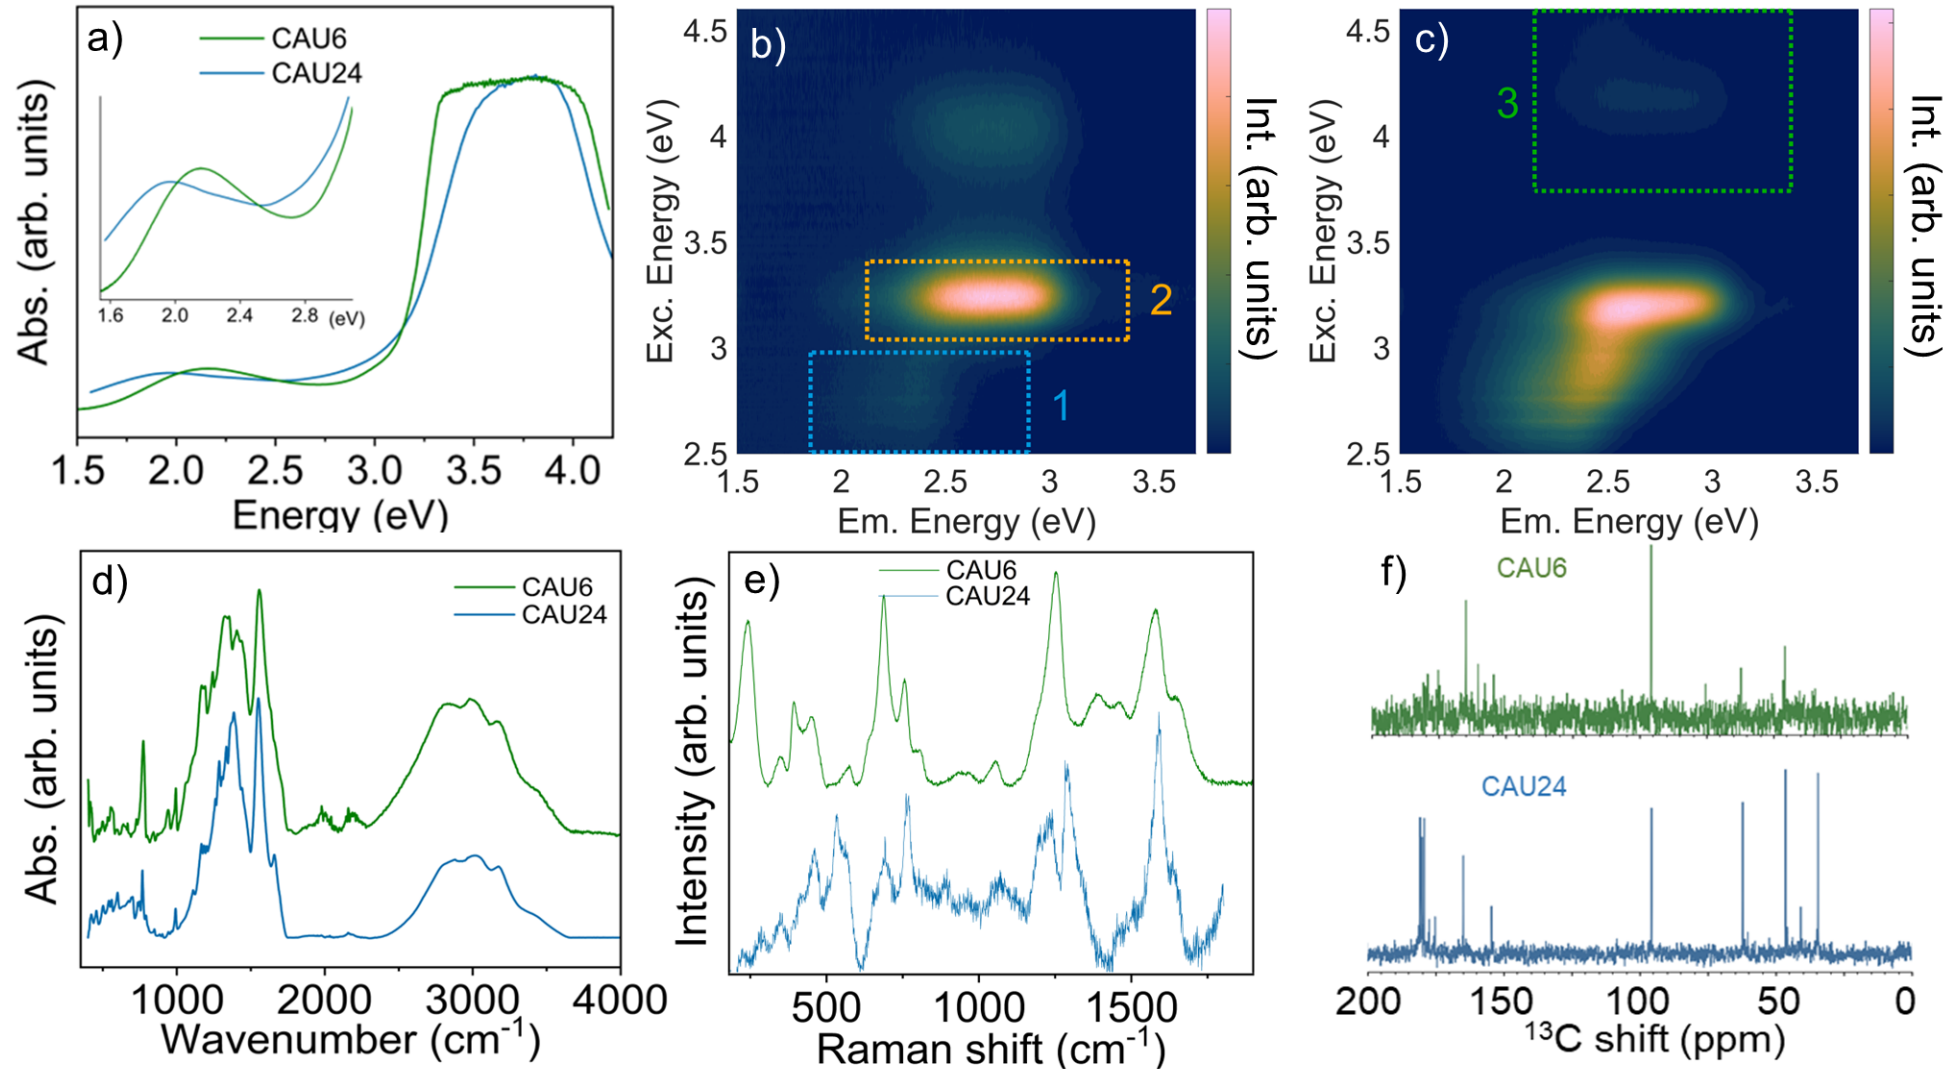 a)
CAU6
CAU24
1.6 2.0 2.4 2.8 (eV)
Abs. (arb. units)
1.5 2.0 2.5 3.0 3.5 4.0
Energy (eV)
b)
4.5
4
3.5
3
2.5
Exc. Energy (eV)
2
1
1.5 2 2.5 3 3.5
Em. Energy (eV)
Int. (arb. units)
c)
4.5
4
3.5
3
2.5
Exc. Energy (eV)
3
1.5 2 2.5 3 3.5
Em. Energy (eV)
Int. (arb. units)
d)
CAU6
CAU24
Abs. (arb. units)
1000 2000 3000 4000
Wavenumber (cm⁻¹)
e)
CAU6
CAU24
Intensity (arb. units)
500 1000 1500
Raman shift (cm⁻¹)
f)
CAU6
CAU24
200 150 100 50 0
¹³C shift (ppm)